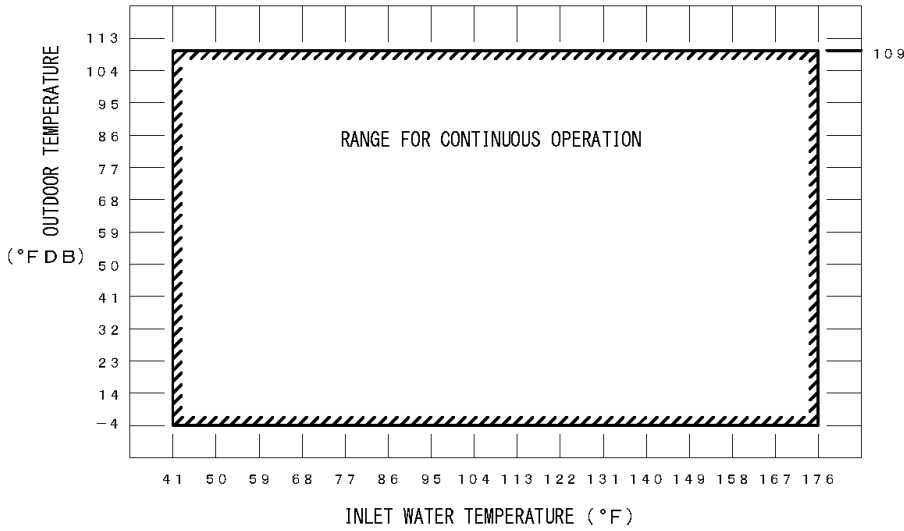 113
109
104
95
86
RANGE FOR CONTINUOUS OPERATION
77
68
59
50
41
32
23
14
-4
OUTDOOR TEMPERATURE
(°FDB)
41 50 59 68 77 86 95 104 113 122 131 140 149 158 167 176
INLET WATER TEMPERATURE (°F)